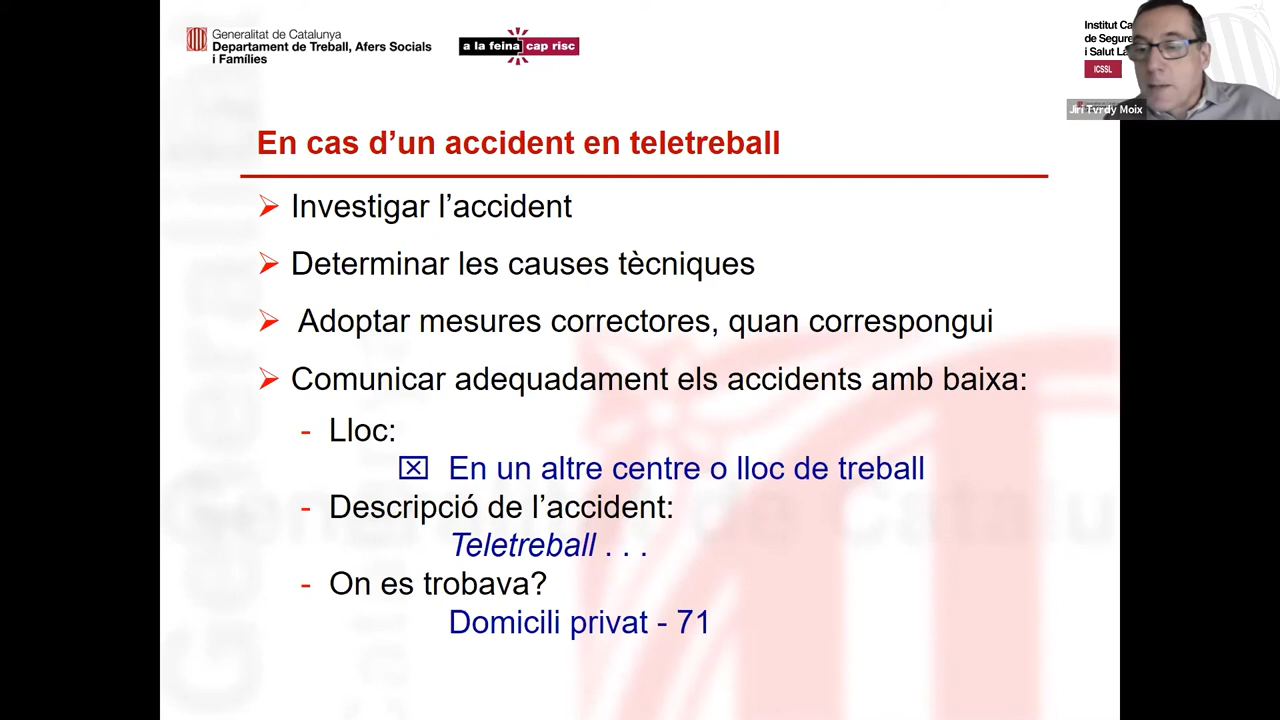 Generalitat de Catalunya
Departament de Treball, Afers Socials
i Famílies
a la feina cap risc
Institut
de
i Salut
ICSSL
Jiri Tvrdy Moix
En cas d’un accident en teletreball
Investigar l’accident
Determinar les causes tècniques
Adoptar mesures correctores, quan correspongui
Comunicar adequadament els accidents amb baixa:
- Lloc:
☒ En un altre centre o lloc de treball
- Descripció de l’accident:
Teletreball . . .
- On es trobava?
Domicili privat - 71